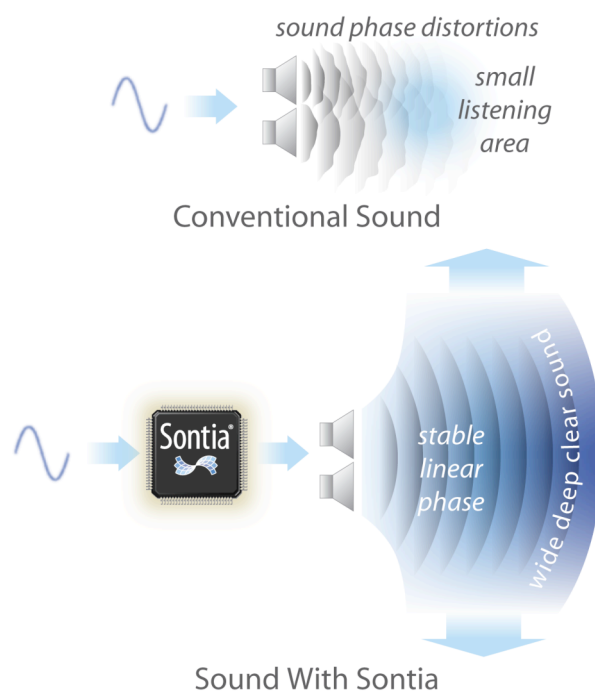 sound phase distortions
small
listening
area
Conventional Sound
Sontia®
stable
linear
phase
wide deep clear sound
Sound With Sontia